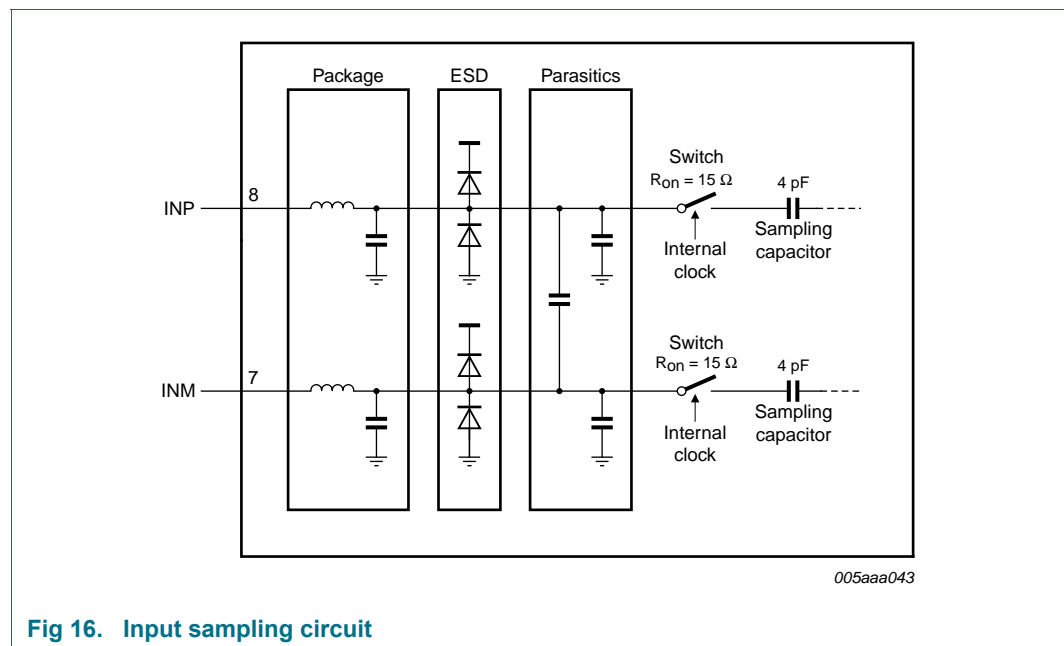 Package
ESD
Parasitics
Switch
Ron = 15 Ω
4 pF
INP
8
Internal
clock
Sampling
capacitor
Switch
Ron = 15 Ω
4 pF
INM
7
Internal
clock
Sampling
capacitor
005aaa043
Fig 16. Input sampling circuit